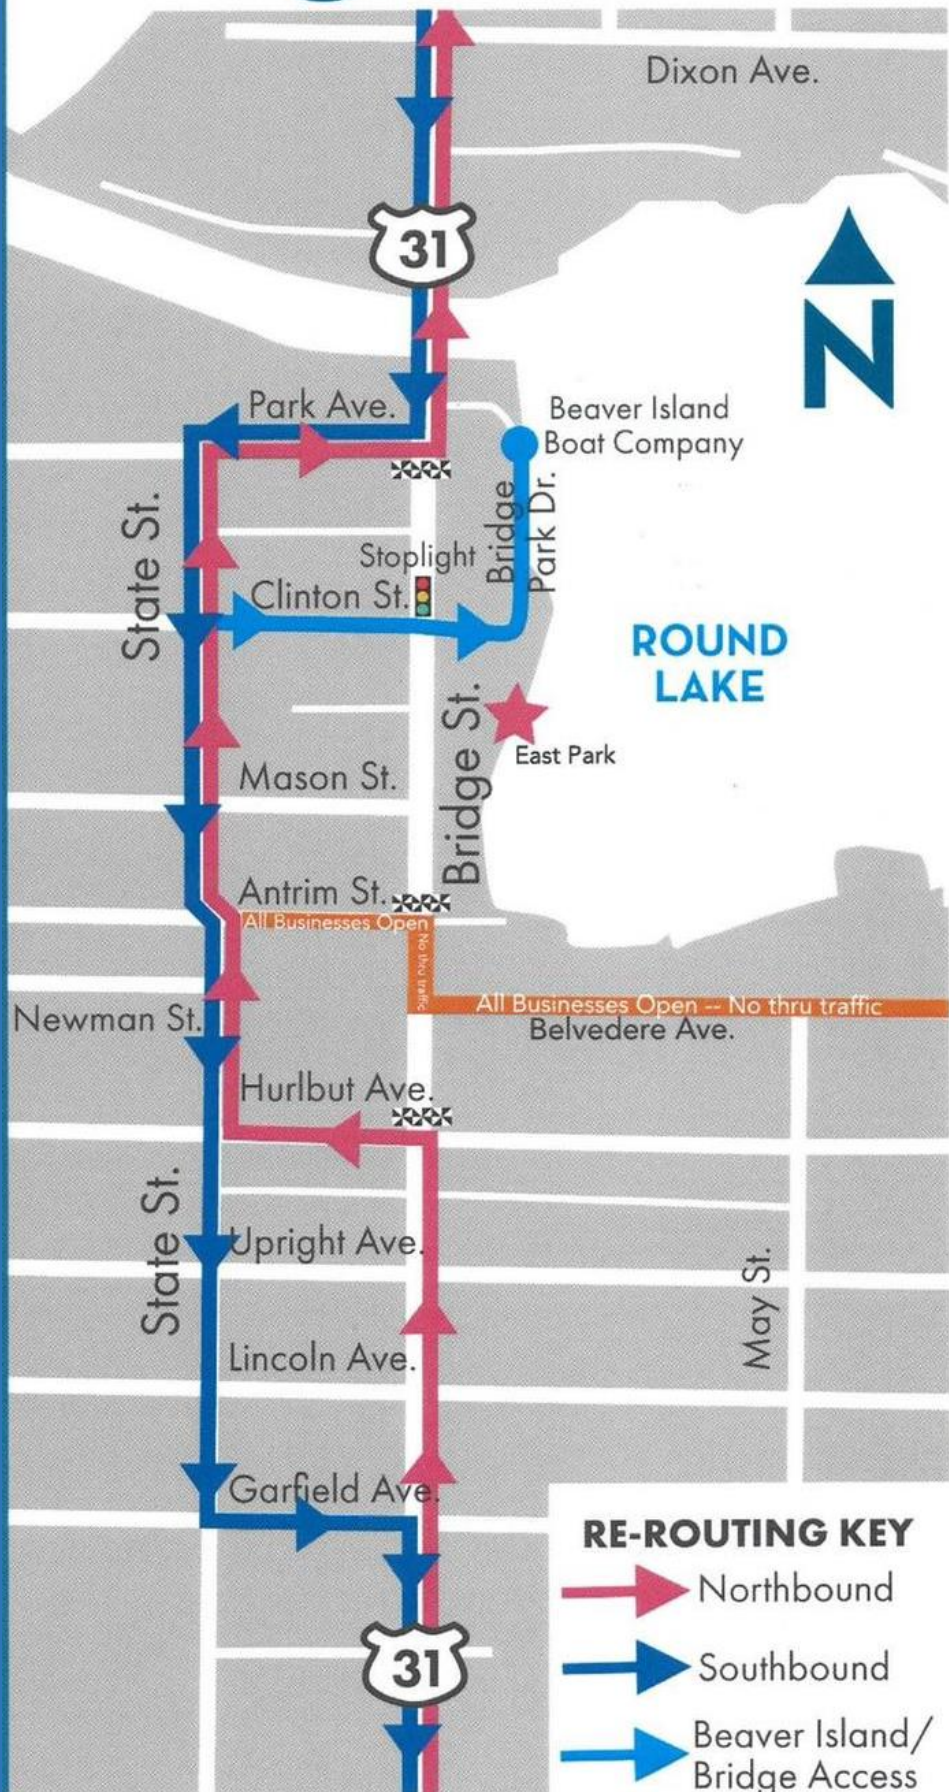 Dixon Ave.
31
N
Park Ave.
Beaver Island
Boat Company
Bridge
Park Dr.
State St.
Stoplight
Clinton St.
ROUND
LAKE
Bridge St.
East Park
Mason St.
Antrim St.
All Businesses Open
No thru traffic
All Businesses Open -- No thru traffic
Newman St.
Belvedere Ave.
Hurlbut Ave.
State St.
Upright Ave.
May St.
Lincoln Ave.
Garfield Ave.
RE-ROUTING KEY
Northbound
31
Southbound
Beaver Island/
Bridge Access